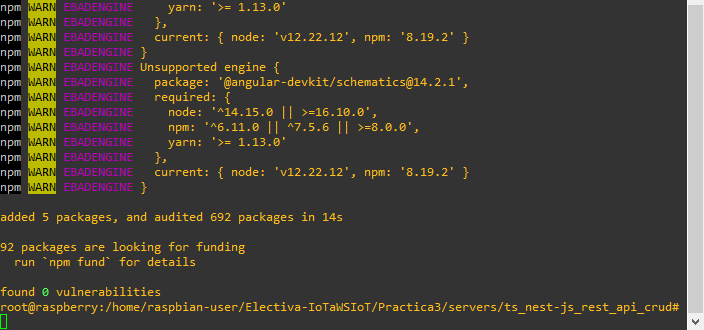 npm WARN EBADENGINE     yarn: '>= 1.13.0'
npm WARN EBADENGINE   },
npm WARN EBADENGINE   current: { node: 'v12.22.12', npm: '8.19.2' }
npm WARN EBADENGINE }
npm WARN EBADENGINE Unsupported engine {
npm WARN EBADENGINE   package: '@angular-devkit/schematics@14.2.1',
npm WARN EBADENGINE   required: {
npm WARN EBADENGINE     node: '^14.15.0 || >=16.10.0',
npm WARN EBADENGINE     npm: '^6.11.0 || ^7.5.6 || >=8.0.0',
npm WARN EBADENGINE     yarn: '>= 1.13.0'
npm WARN EBADENGINE   },
npm WARN EBADENGINE   current: { node: 'v12.22.12', npm: '8.19.2' }
npm WARN EBADENGINE }
added 5 packages, and audited 692 packages in 14s
92 packages are looking for funding
  run `npm fund` for details
found 0 vulnerabilities
root@raspberry:/home/raspbian-user/Electiva-IoTaWSIoT/Practica3/servers/ts_nest-js_rest_api_crud#